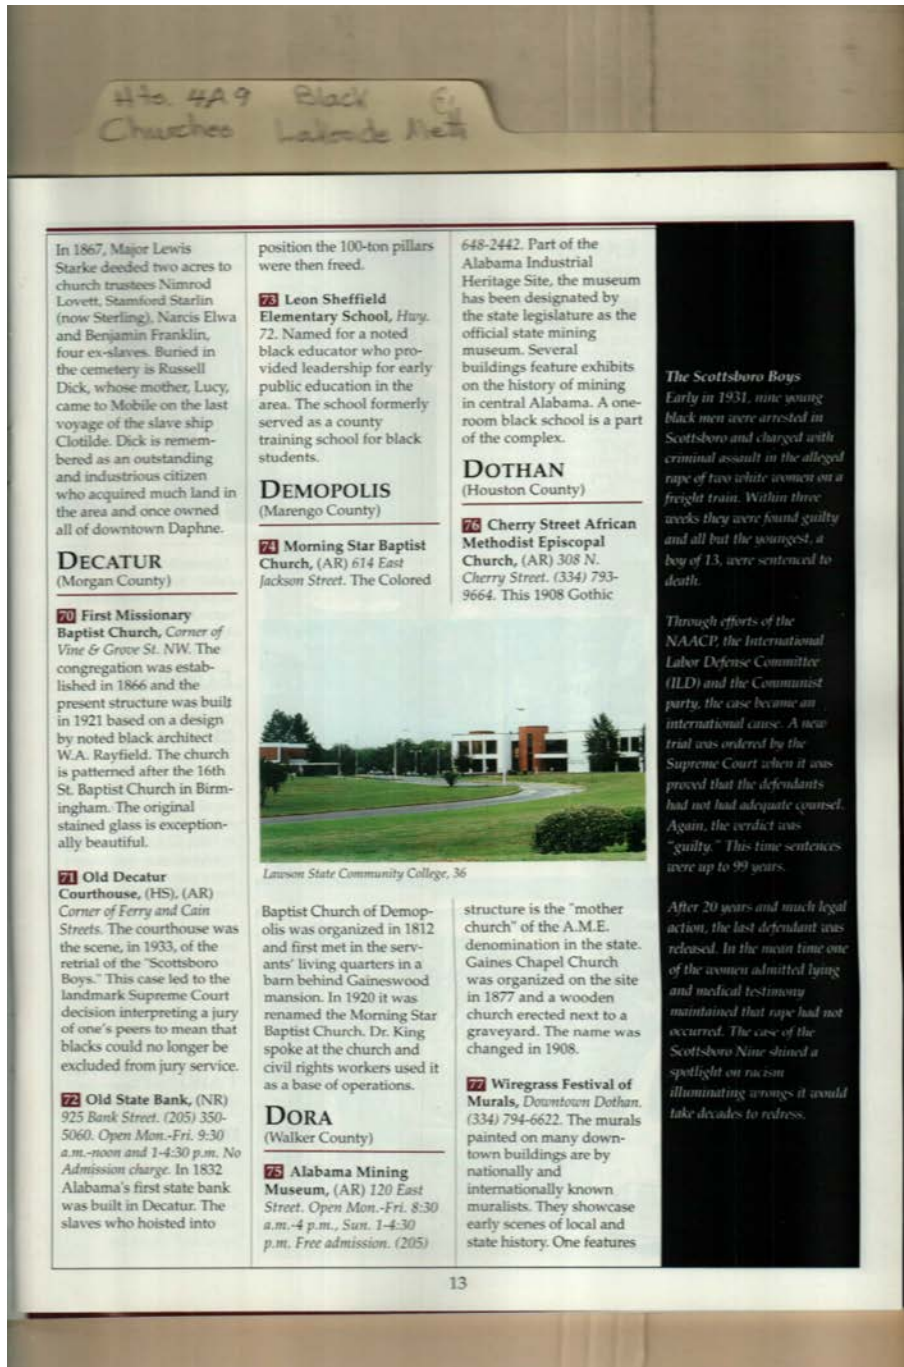 Hto. 4A9 Black
Churches Lakeside Meth
In 1867, Major Lewis
Starke deeded two acres to
church trustees Nimrod
Lovett, Stamford Starlin
(now Sterling), Narcis Elwa
and Benjamin Franklin,
four ex-slaves. Buried in
the cemetery is Russell
Dick, whose mother, Lucy,
came to Mobile on the last
voyage of the slave ship
Clotilde. Dick is remem-
bered as an outstanding
and industrious citizen
who acquired much land in
the area and once owned
all of downtown Daphne.
DECATUR
(Morgan County)
70 First Missionary
Baptist Church, Corner of
Vine & Grove St. NW. The
congregation was estab-
lished in 1866 and the
present structure was built
in 1921 based on a design
by noted black architect
W.A. Rayfield. The church
is patterned after the 16th
St. Baptist Church in Birm-
ingham. The original
stained glass is exception-
ally beautiful.
71 Old Decatur
Courthouse, (HS), (AR)
Corner of Ferry and Cain
Streets. The courthouse was
the scene, in 1933, of the
retrial of the "Scottsboro
Boys." This case led to the
landmark Supreme Court
decision interpreting a jury
of one's peers to mean that
blacks could no longer be
excluded from jury service.
72 Old State Bank, (NR)
925 Bank Street. (205) 350-
5060. Open Mon.-Fri. 9:30
a.m.-noon and 1-4:30 p.m. No
Admission charge. In 1832
Alabama's first state bank
was built in Decatur. The
slaves who hoisted into
position the 100-ton pillars
were then freed.
73 Leon Sheffield
Elementary School, Hwy.
72. Named for a noted
black educator who pro-
vided leadership for early
public education in the
area. The school formerly
served as a county
training school for black
students.
DEMOPOLIS
(Marengo County)
74 Morning Star Baptist
Church, (AR) 614 East
Jackson Street. The Colored
Baptist Church of Demop-
olis was organized in 1812
and first met in the serv-
ants' living quarters in a
barn behind Gaineswood
mansion. In 1920 it was
renamed the Morning Star
Baptist Church. Dr. King
spoke at the church and
civil rights workers used it
as a base of operations.
DORA
(Walker County)
75 Alabama Mining
Museum, (AR) 120 East
Street. Open Mon.-Fri. 8:30
a.m.-4 p.m., Sun. 1-4:30
p.m. Free admission. (205)
648-2442. Part of the
Alabama Industrial
Heritage Site, the museum
has been designated by
the state legislature as the
official state mining
museum. Several
buildings feature exhibits
on the history of mining
in central Alabama. A one-
room black school is a part
of the complex.
DOTHAN
(Houston County)
76 Cherry Street African
Methodist Episcopal
Church, (AR) 308 N.
Cherry Street. (334) 793-
9664. This 1908 Gothic
structure is the "mother
church" of the A.M.E.
denomination in the state.
Gaines Chapel Church
was organized on the site
in 1877 and a wooden
church erected next to a
graveyard. The name was
changed in 1908.
77 Wiregrass Festival of
Murals, Downtown Dothan.
(334) 794-6622. The murals
painted on many down-
town buildings are by
nationally and
internationally known
muralists. They showcase
early scenes of local and
state history. One features
Lawson State Community College, 36
The Scottsboro Boys
Early in 1931, nine young
black men were arrested in
Scottsboro and charged with
criminal assault in the alleged
rape of two white women on a
freight train. Within three
weeks they were found guilty
and all but the youngest, a
boy of 13, were sentenced to
death.
Through efforts of the
NAACP, the International
Labor Defense Committee
(ILD) and the Communist
party, the case became an
international cause. A new
trial was ordered by the
Supreme Court when it was
proved that the defendants
had not had adequate counsel.
Again, the verdict was
"guilty." This time sentences
were up to 99 years.
After 20 years and much legal
action, the last defendant was
released. In the mean time one
of the women admitted lying
and medical testimony
maintained that rape had not
occurred. The case of the
Scottsboro Nine shined a
spotlight on racism
illuminating wrongs it would
take decades to redress.
13